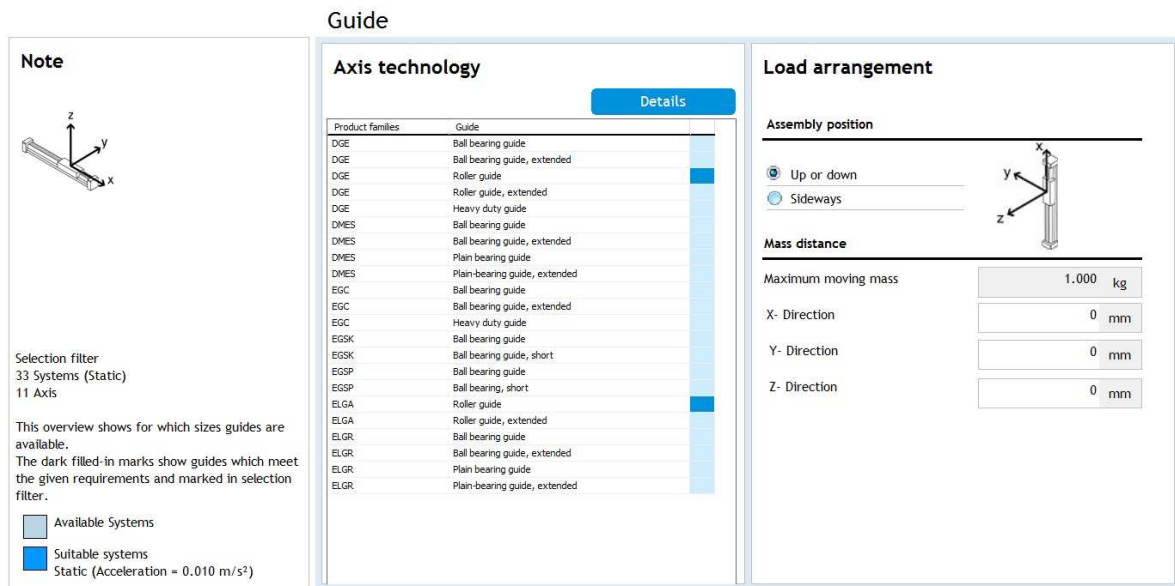 Guide
Note
z
y
x
Selection filter
33 Systems (Static)
11 Axis
This overview shows for which sizes guides are
available.
The dark filled-in marks show guides which meet
the given requirements and marked in selection
filter.
Available Systems
Suitable systems
Static (Acceleration = 0.010 m/s²)
Axis technology
Details
Product families Guide
DGE Ball bearing guide
DGE Ball bearing guide, extended
DGE Roller guide
DGE Roller guide, extended
DGE Heavy duty guide
DMES Ball bearing guide
DMES Ball bearing guide, extended
DMES Plain bearing guide
DMES Plain-bearing guide, extended
EGC Ball bearing guide
EGC Ball bearing guide, extended
EGC Heavy duty guide
EGSK Ball bearing guide
EGSK Ball bearing guide, short
EGSP Ball bearing guide
EGSP Ball bearing, short
ELGA Roller guide
ELGA Roller guide, extended
ELGR Ball bearing guide
ELGR Ball bearing guide, extended
ELGR Plain bearing guide
ELGR Plain-bearing guide, extended
Load arrangement
Assembly position
Up or down
Sideways
x
y
z
Mass distance
Maximum moving mass 1.000 kg
X- Direction 0 mm
Y- Direction 0 mm
Z- Direction 0 mm